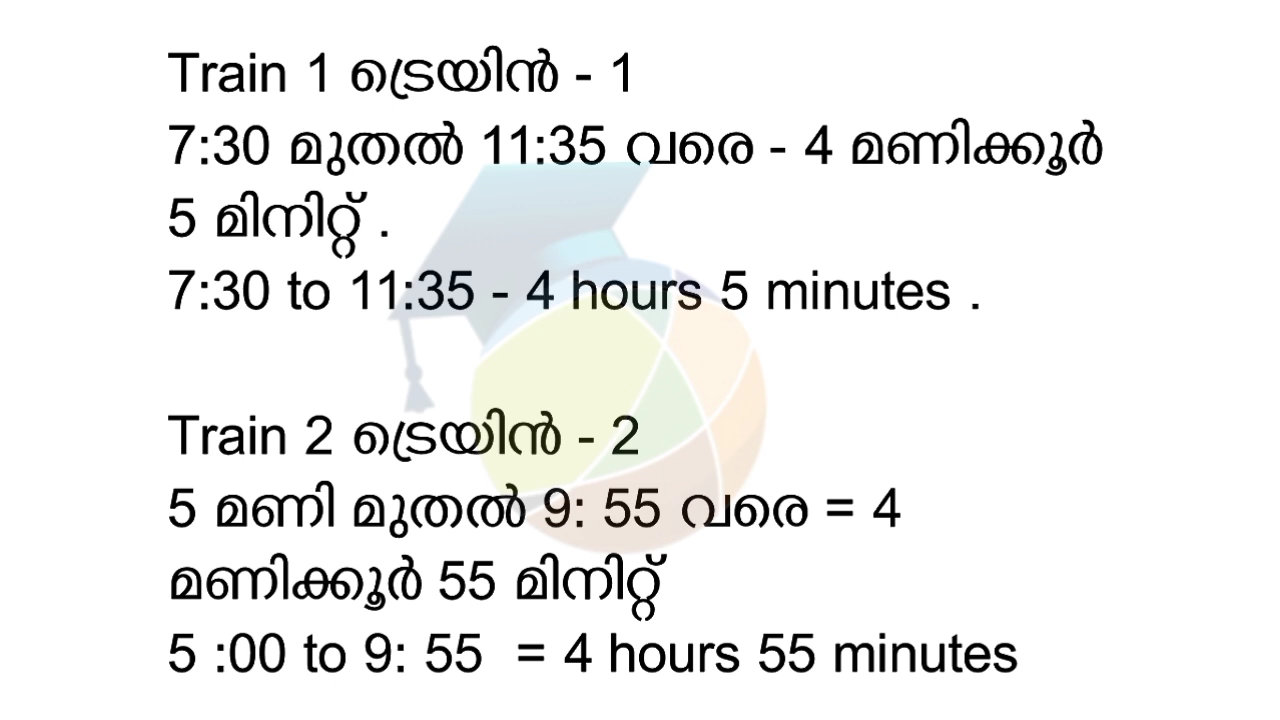 Train 1 ട്രെയിൻ - 1
7:30 മുതൽ 11:35 വരെ - 4 മണിക്കൂർ
5 മിനിറ്റ് .
7:30 to 11:35 - 4 hours 5 minutes .
Train 2 ട്രെയിൻ - 2
5 മണി മുതൽ 9: 55 വരെ = 4
മണിക്കൂർ 55 മിനിറ്റ്
5 :00 to 9: 55 = 4 hours 55 minutes